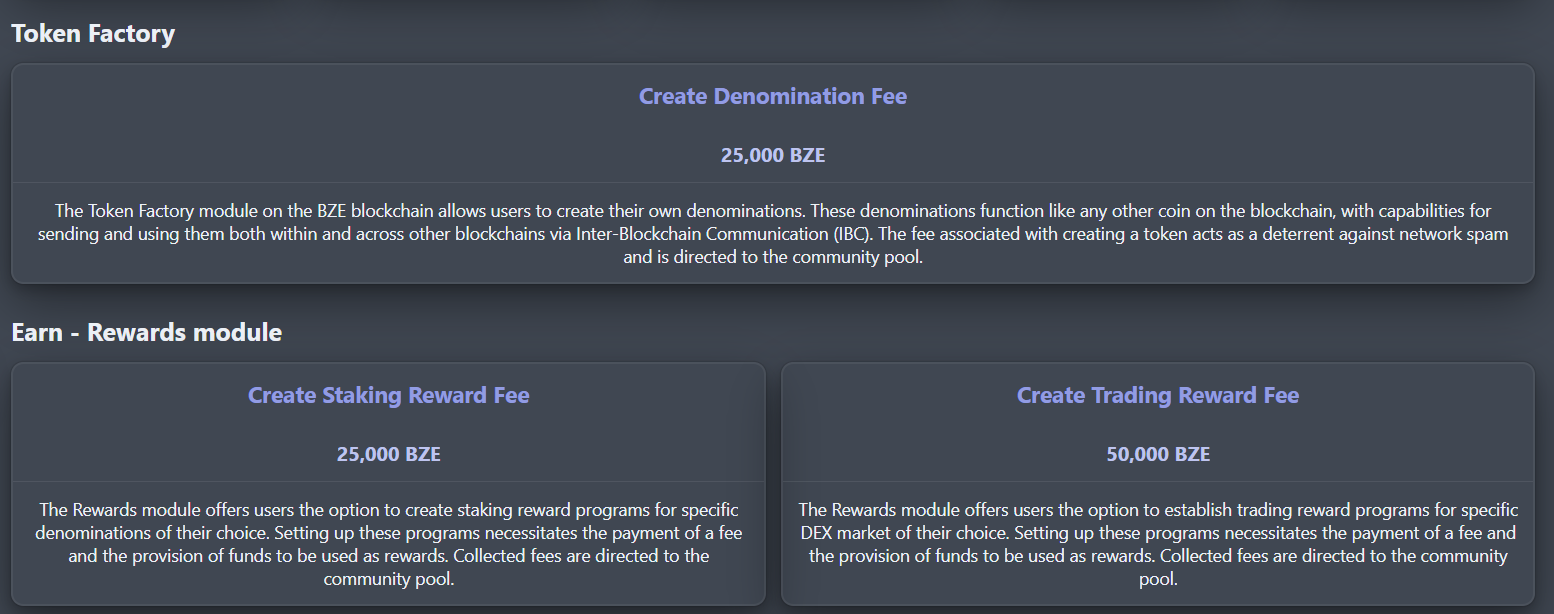 Token Factory
Create Denomination Fee
25,000 BZE
The Token Factory module on the BZE blockchain allows users to create their own denominations. These denominations function like any other coin on the blockchain, with capabilities for
sending and using them both within and across other blockchains via Inter-Blockchain Communication (IBC). The fee associated with creating a token acts as a deterrent against network spam
and is directed to the community pool.
Earn - Rewards module
Create Staking Reward Fee
25,000 BZE
The Rewards module offers users the option to create staking reward programs for specific
denominations of their choice. Setting up these programs necessitates the payment of a fee
and the provision of funds to be used as rewards. Collected fees are directed to the
community pool.
Create Trading Reward Fee
50,000 BZE
The Rewards module offers users the option to establish trading reward programs for specific
DEX market of their choice. Setting up these programs necessitates the payment of a fee and
the provision of funds to be used as rewards. Collected fees are directed to the community
pool.